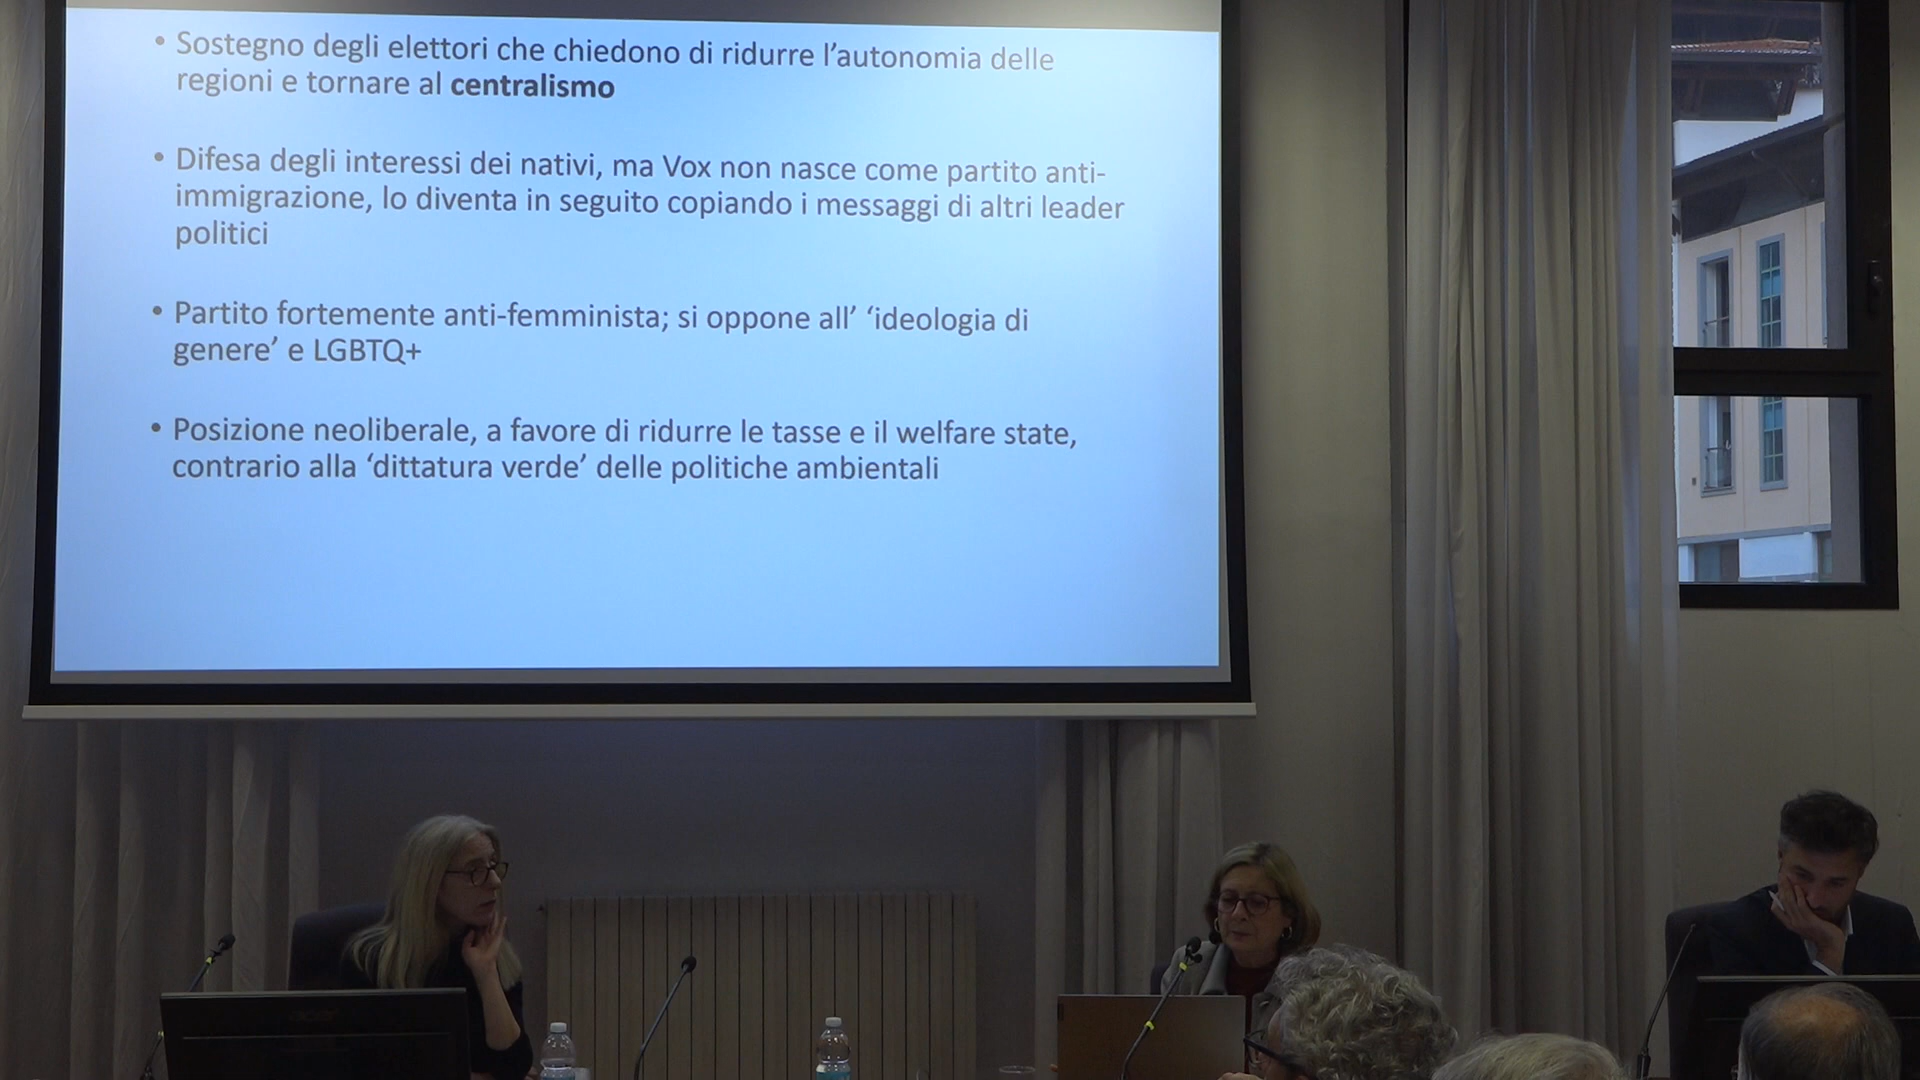 • Sostegno degli elettori che chiedono di ridurre l’autonomia delle
regioni e tornare al centralismo
• Difesa degli interessi dei nativi, ma Vox non nasce come partito anti-
immigrazione, lo diventa in seguito copiando i messaggi di altri leader
politici
• Partito fortemente anti-femminista; si oppone all’ ‘ideologia di
genere’ e LGBTQ+
• Posizione neoliberale, a favore di ridurre le tasse e il welfare state,
contrario alla ‘dittatura verde’ delle politiche ambientali